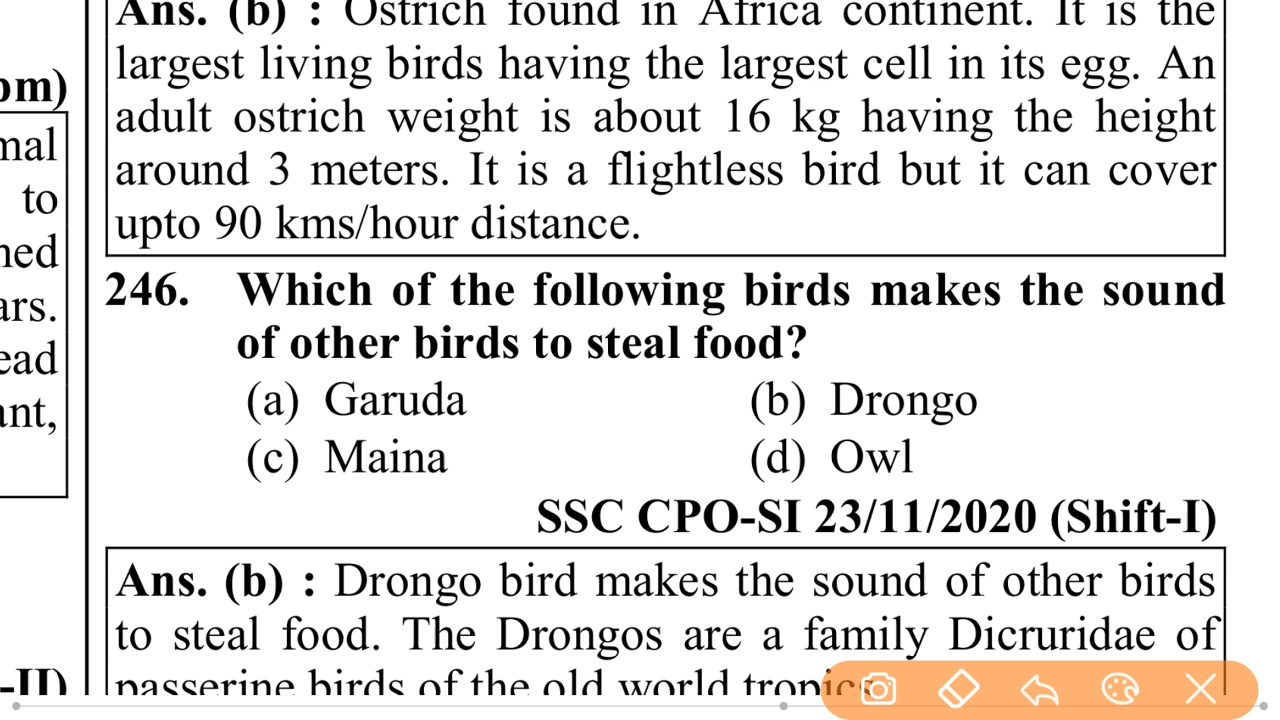 om)
mal
to
ned
ars.
ead
ant,
-II)
Ans. (b) : Ostrich found in Africa continent. It is the
largest living birds having the largest cell in its egg. An
adult ostrich weight is about 16 kg having the height
around 3 meters. It is a flightless bird but it can cover
upto 90 kms/hour distance.
246. Which of the following birds makes the sound
of other birds to steal food?
(a) Garuda (b) Drongo
(c) Maina (d) Owl
SSC CPO-SI 23/11/2020 (Shift-I)
Ans. (b) : Drongo bird makes the sound of other birds
to steal food. The Drongos are a family Dicruridae of
passerine birds of the old world tropics